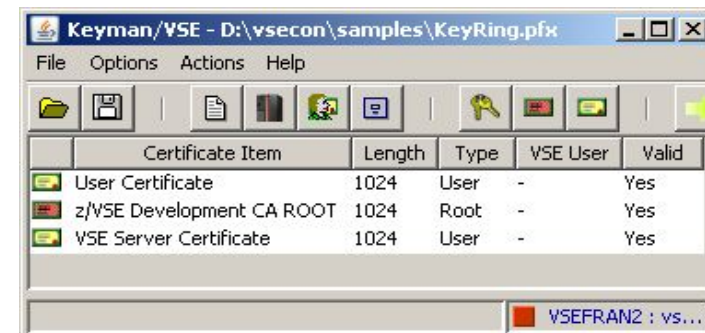 Keyman/VSE - D:\vsecon\samples\KeyRing.pfx
File Options Actions Help
Certificate Item Length Type VSE User Valid
User Certificate 1024 User - Yes
z/VSE Development CA ROOT 1024 Root - Yes
VSE Server Certificate 1024 User - Yes
VSEFRAN2 : vs...